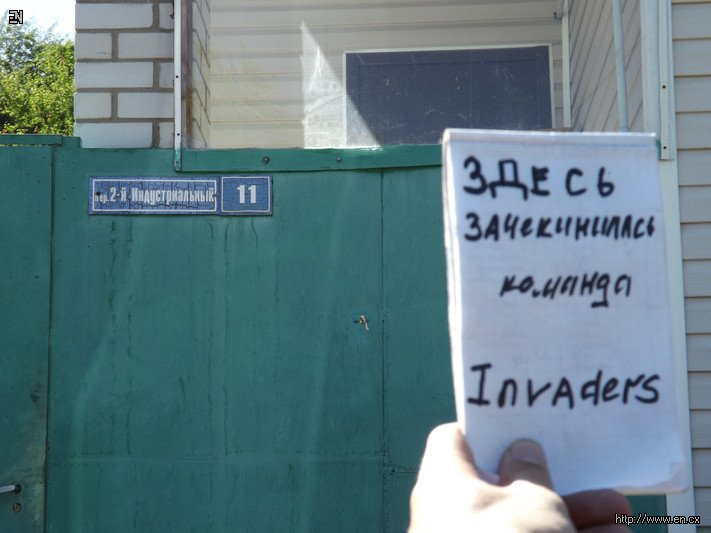 EN
пер. 2-й. Индустриальный 11
ЗДЕСЬ
ЗАЧЕКИНИЛАСЬ
команда
Invaders
http://www.en.cx